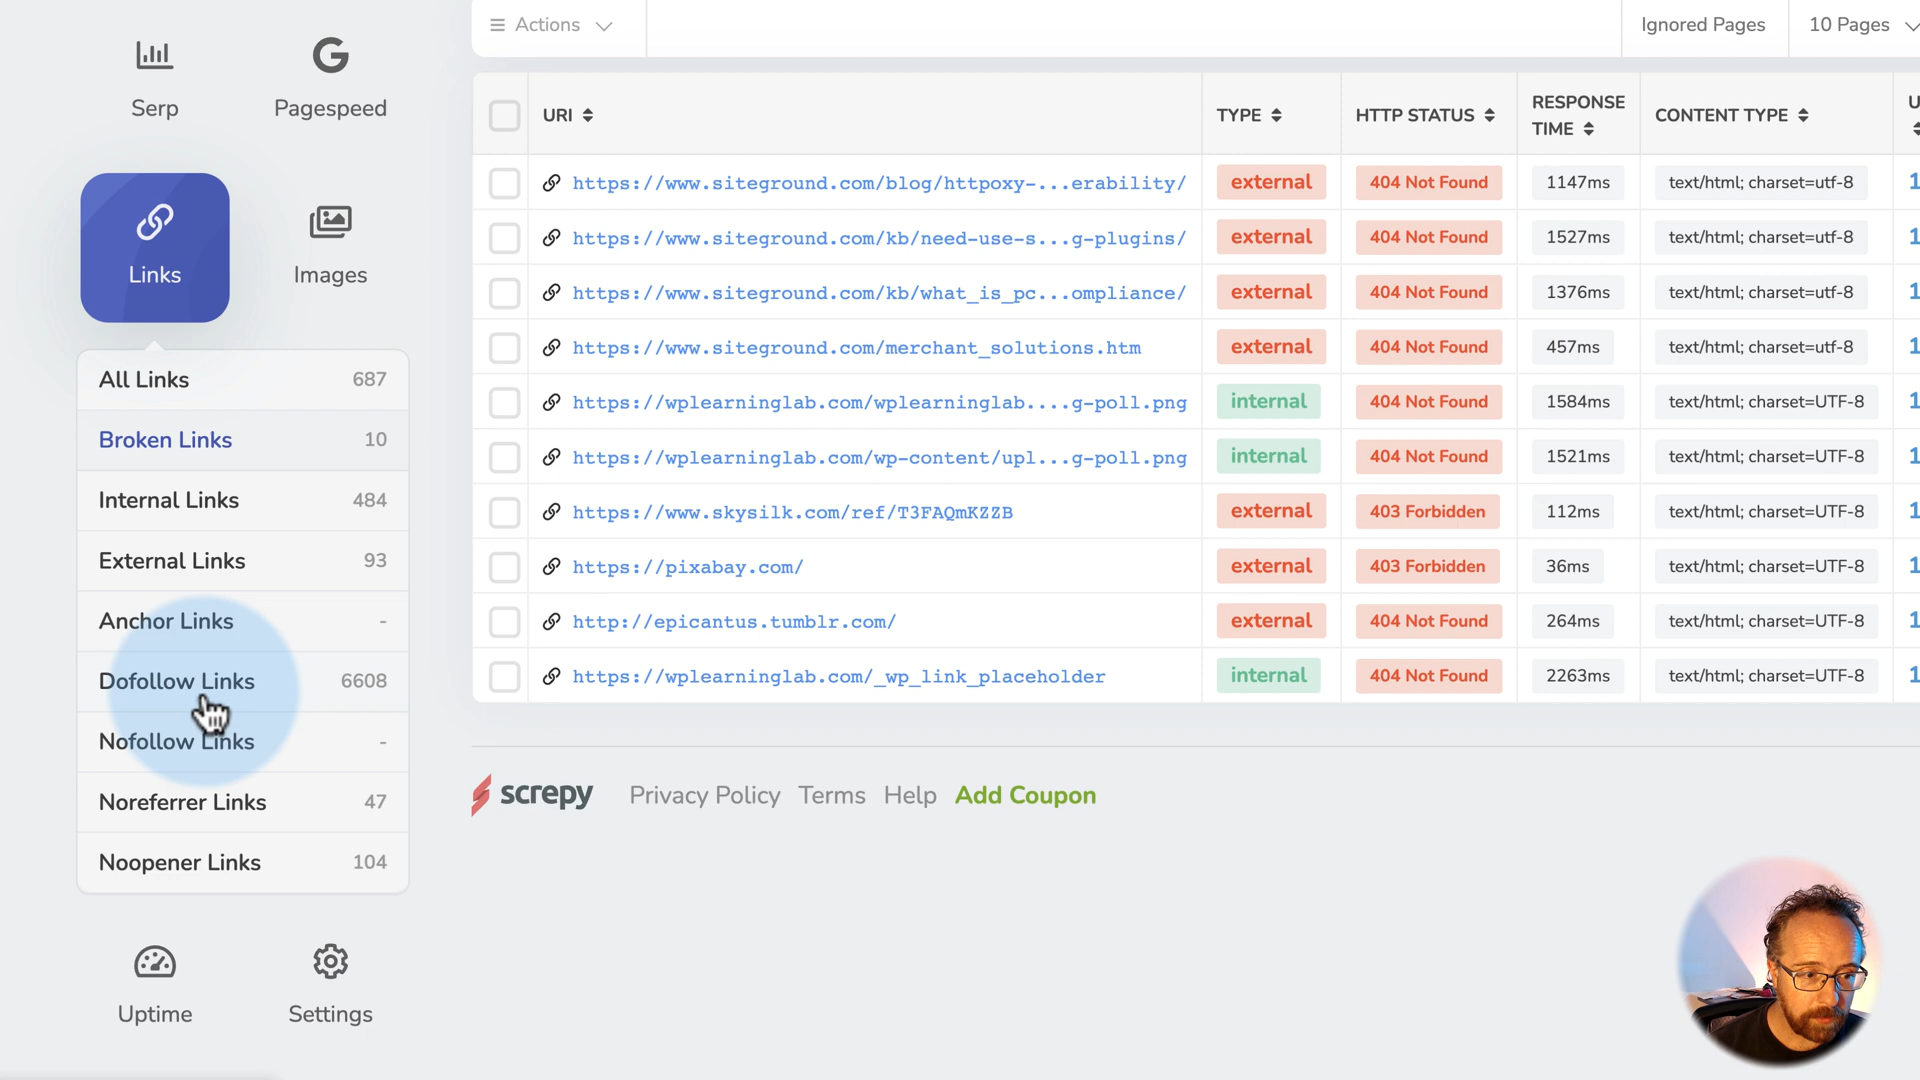 Serp
Pagespeed
Links
Images
All Links 687
Broken Links 10
Internal Links 484
External Links 93
Anchor Links -
Dofollow Links 6608
Nofollow Links -
Noreferrer Links 47
Noopener Links 104
Uptime
Settings
Actions
Ignored Pages
10 Pages
URI TYPE HTTP STATUS RESPONSE TIME CONTENT TYPE
https://www.siteground.com/blog/httpoxy-...erability/ external 404 Not Found 1147ms text/html; charset=utf-8 1
https://www.siteground.com/kb/need-use-s...g-plugins/ external 404 Not Found 1527ms text/html; charset=utf-8 1
https://www.siteground.com/kb/what_is_pc...ompliance/ external 404 Not Found 1376ms text/html; charset=utf-8 1
https://www.siteground.com/merchant_solutions.htm external 404 Not Found 457ms text/html; charset=utf-8 1
https://wplearninglab.com/wplearninglab....g-poll.png internal 404 Not Found 1584ms text/html; charset=UTF-8 1
https://wplearninglab.com/wp-content/upl...g-poll.png internal 404 Not Found 1521ms text/html; charset=UTF-8 1
https://www.skysilk.com/ref/T3FAQmKZZB external 403 Forbidden 112ms text/html; charset=UTF-8 1
https://pixabay.com/ external 403 Forbidden 36ms text/html; charset=UTF-8 1
http://epicantus.tumblr.com/ external 404 Not Found 264ms text/html; charset=UTF-8 1
https://wplearninglab.com/_wp_link_placeholder internal 404 Not Found 2263ms text/html; charset=UTF-8 1
screpy Privacy Policy Terms Help Add Coupon